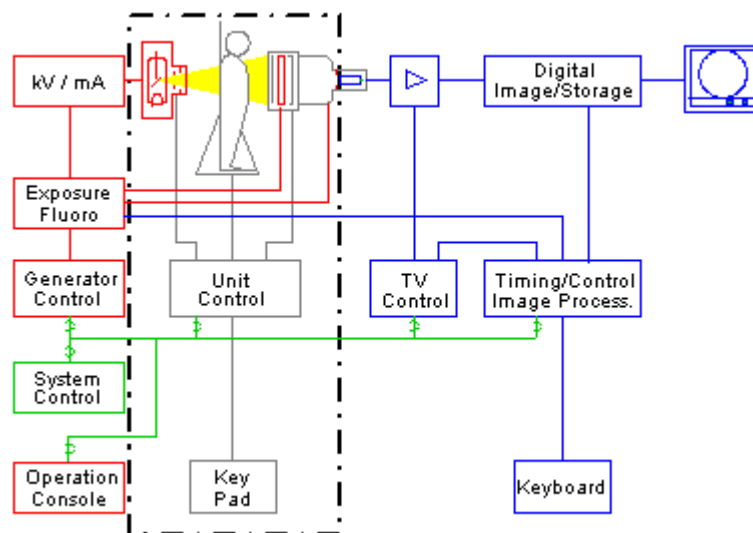 kV / mA
Digital
Image/Storage
Exposure
Fluoro
Generator
Control
Unit
Control
TV
Control
Timing/Control
Image Process.
System
Control
Operation
Console
Key
Pad
Keyboard